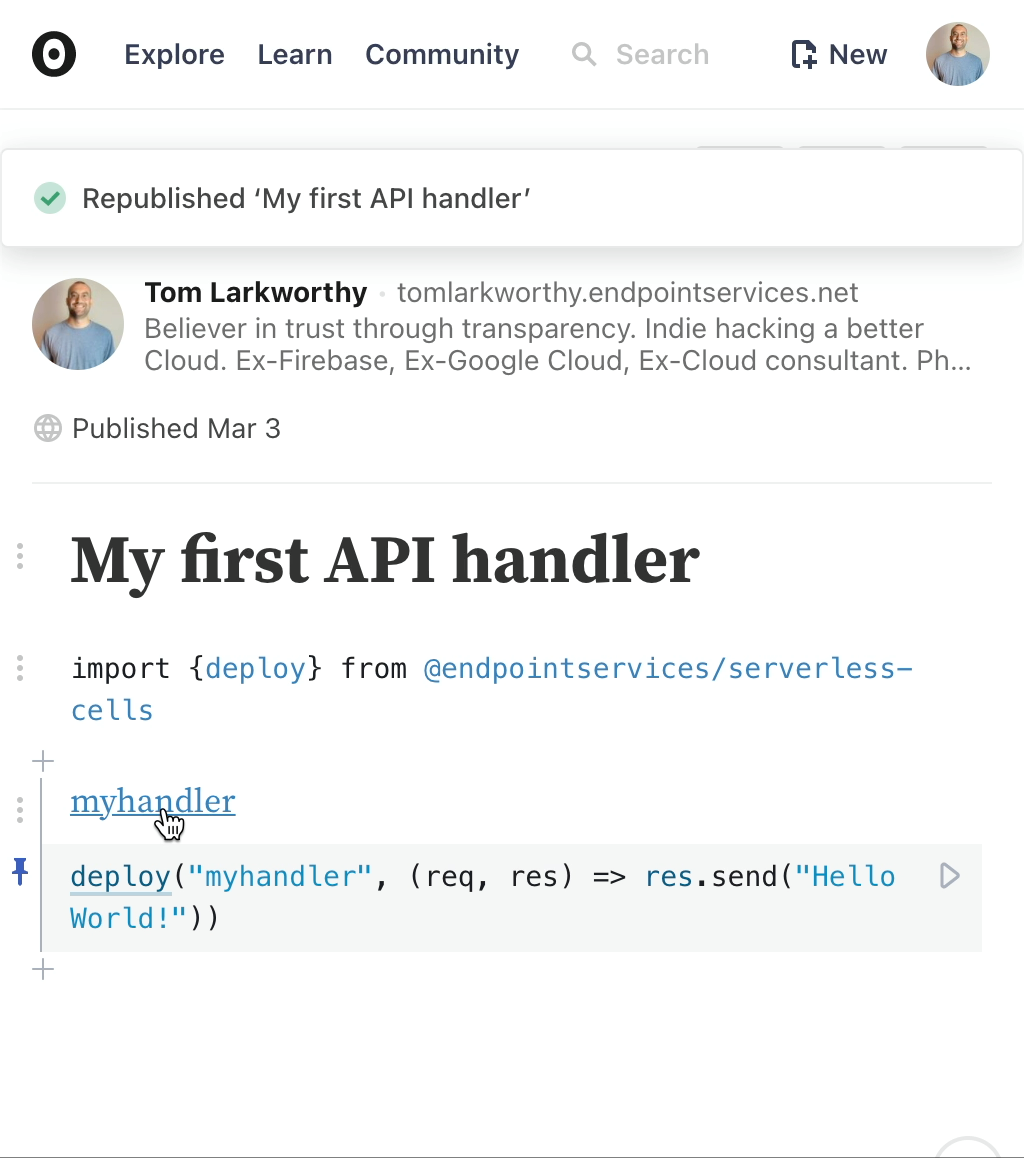 Explore Learn Community Search New
Republished ‘My first API handler’
Tom Larkworthy · tomlarkworthy.endpointservices.net
Believer in trust through transparency. Indie hacking a better
Cloud. Ex-Firebase, Ex-Google Cloud, Ex-Cloud consultant. Ph...
Published Mar 3
My first API handler
import {deploy} from @endpointservices/serverless-
cells
myhandler
deploy("myhandler", (req, res) => res.send("Hello
World!"))